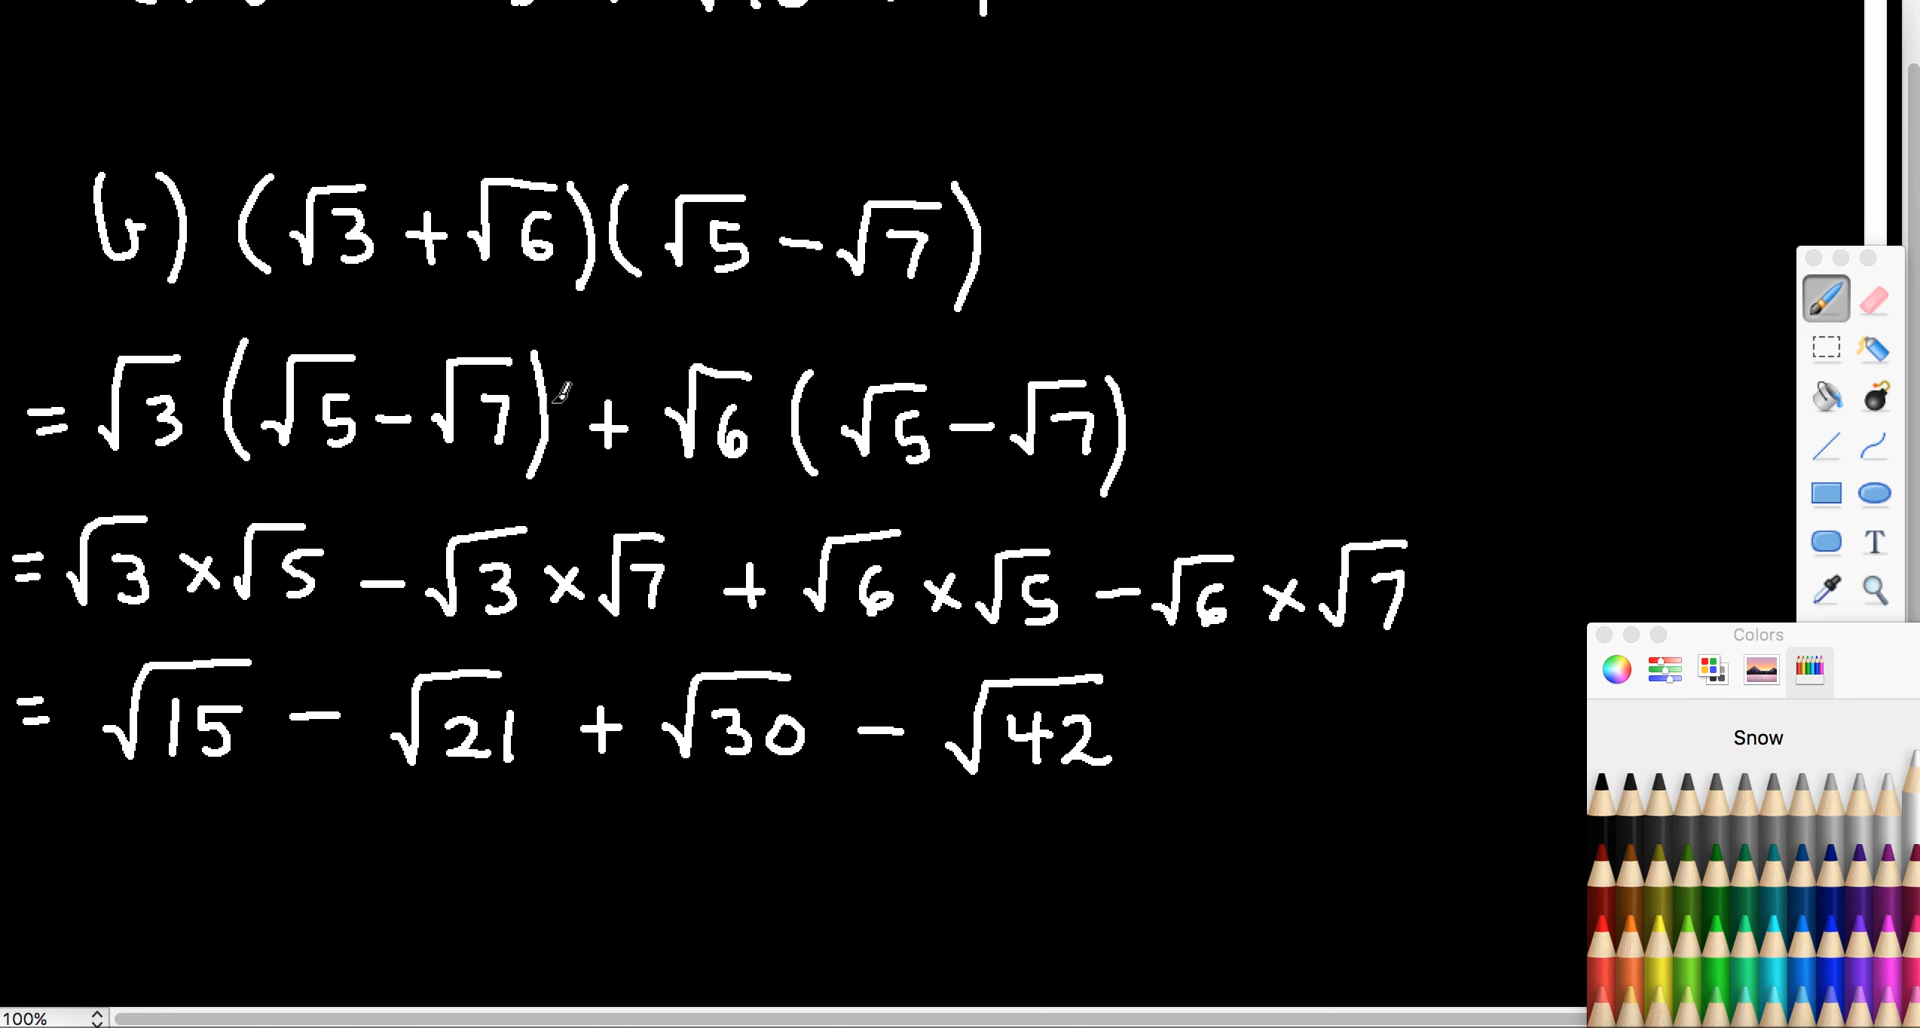 b) (√3 + √6)(√5 - √7)
= √3 (√5 - √7) + √6 (√5 - √7)
= √3 × √5 - √3 × √7 + √6 × √5 - √6 × √7
= √15 - √21 + √30 - √42
T
Colors
Snow
100%